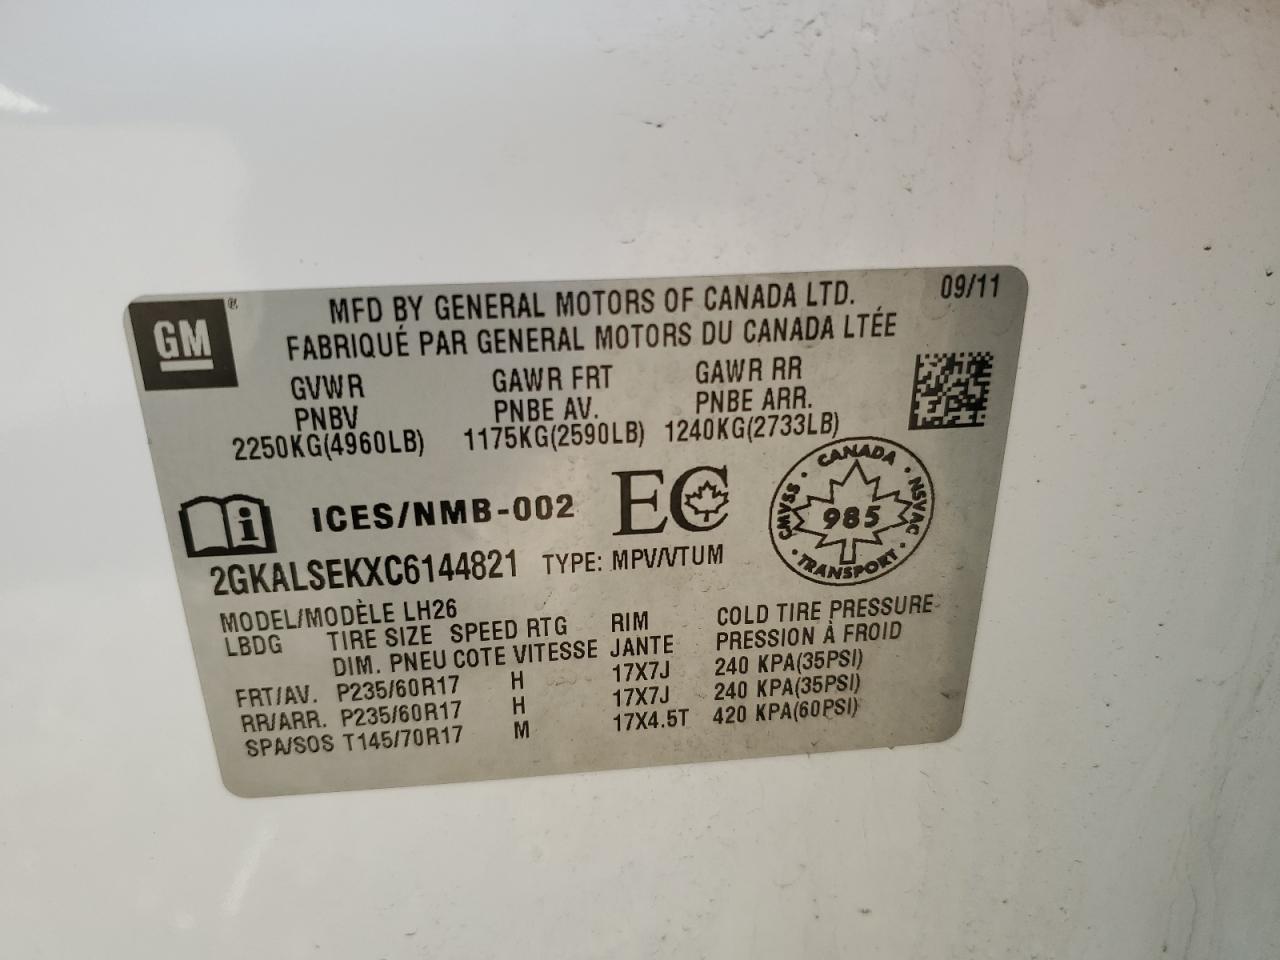 GM ®
MFD BY GENERAL MOTORS OF CANADA LTD. 09/11
FABRIQUÉ PAR GENERAL MOTORS DU CANADA LTÉE
GVWR GAWR FRT GAWR RR
PNBV PNBE AV. PNBE ARR.
2250KG(4960LB) 1175KG(2590LB) 1240KG(2733LB)
ICES/NMB-002 EC
CANADA
CMVSS 985 NSVAC
TRANSPORT
2GKALSEKXC6144821 TYPE: MPV/VTUM
MODEL/MODÈLE LH26
LBDG TIRE SIZE SPEED RTG RIM COLD TIRE PRESSURE
DIM. PNEU COTE VITESSE JANTE PRESSION À FROID
FRT/AV. P235/60R17 H 17X7J 240 KPA(35PSI)
RR/ARR. P235/60R17 H 17X7J 240 KPA(35PSI)
SPA/SOS T145/70R17 M 17X4.5T 420 KPA(60PSI)